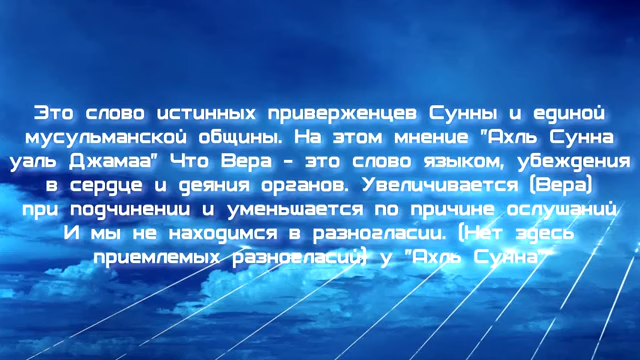 Это слово истинных приверженцев Сунны и единой
мусульманской общины. На этом мнение "Ахль Сунна
уаль Джамаа" Что Вера - это слово языком, убеждения
в сердце и деяния органов. Увеличивается (Вера)
при подчинении и уменьшается по причине ослушаний
И мы не находимся в разногласии. (Нет здесь
приемлемых разногласий) у "Ахль Сунна"